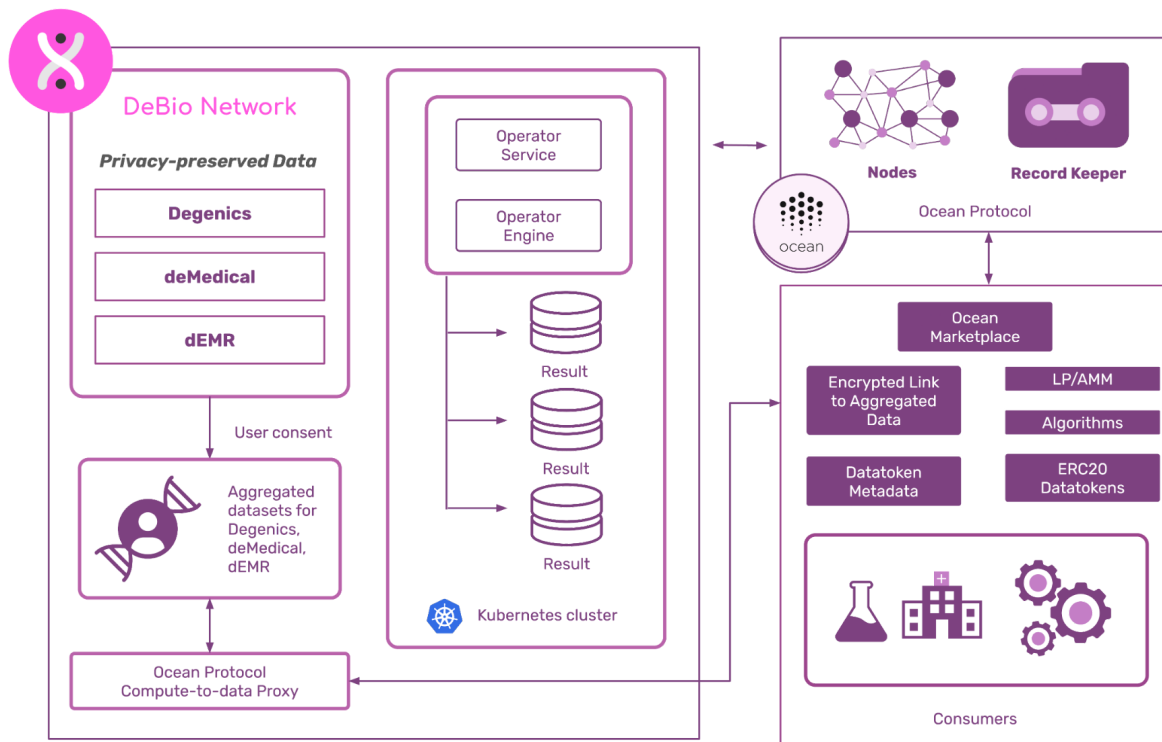 DeBio Network
Privacy-preserved Data
Degenics
deMedical
dEMR
User consent
Aggregated
datasets for
Degenics,
deMedical,
dEMR
Ocean Protocol
Compute-to-data Proxy
Operator
Service
Operator
Engine
Result
Result
Result
Kubernetes cluster
Nodes
Record Keeper
Ocean Protocol
ocean
Ocean
Marketplace
Encrypted Link
to Aggregated
Data
LP/AMM
Algorithms
Datatoken
Metadata
ERC20
Datatokens
Consumers